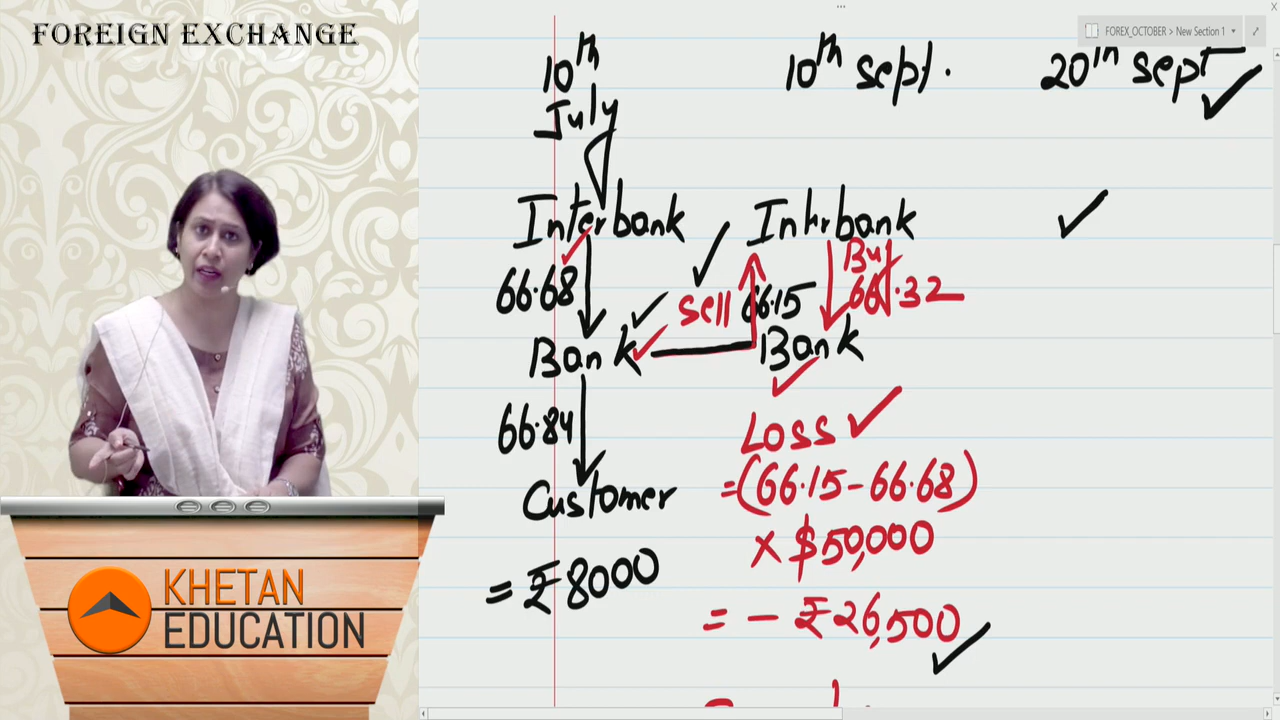 FOREIGN EXCHANGE
FOREX_OCTOBER > New Section 1
10th July
10th sept.
20th sept
Interbank
66.68
Bank
66.84
Customer
= ₹8000
Interbank
sell 66.15
Buy
66.32
Bank
Loss
=(66.15-66.68)
× $50,000
= - ₹26,500
KHETAN
EDUCATION